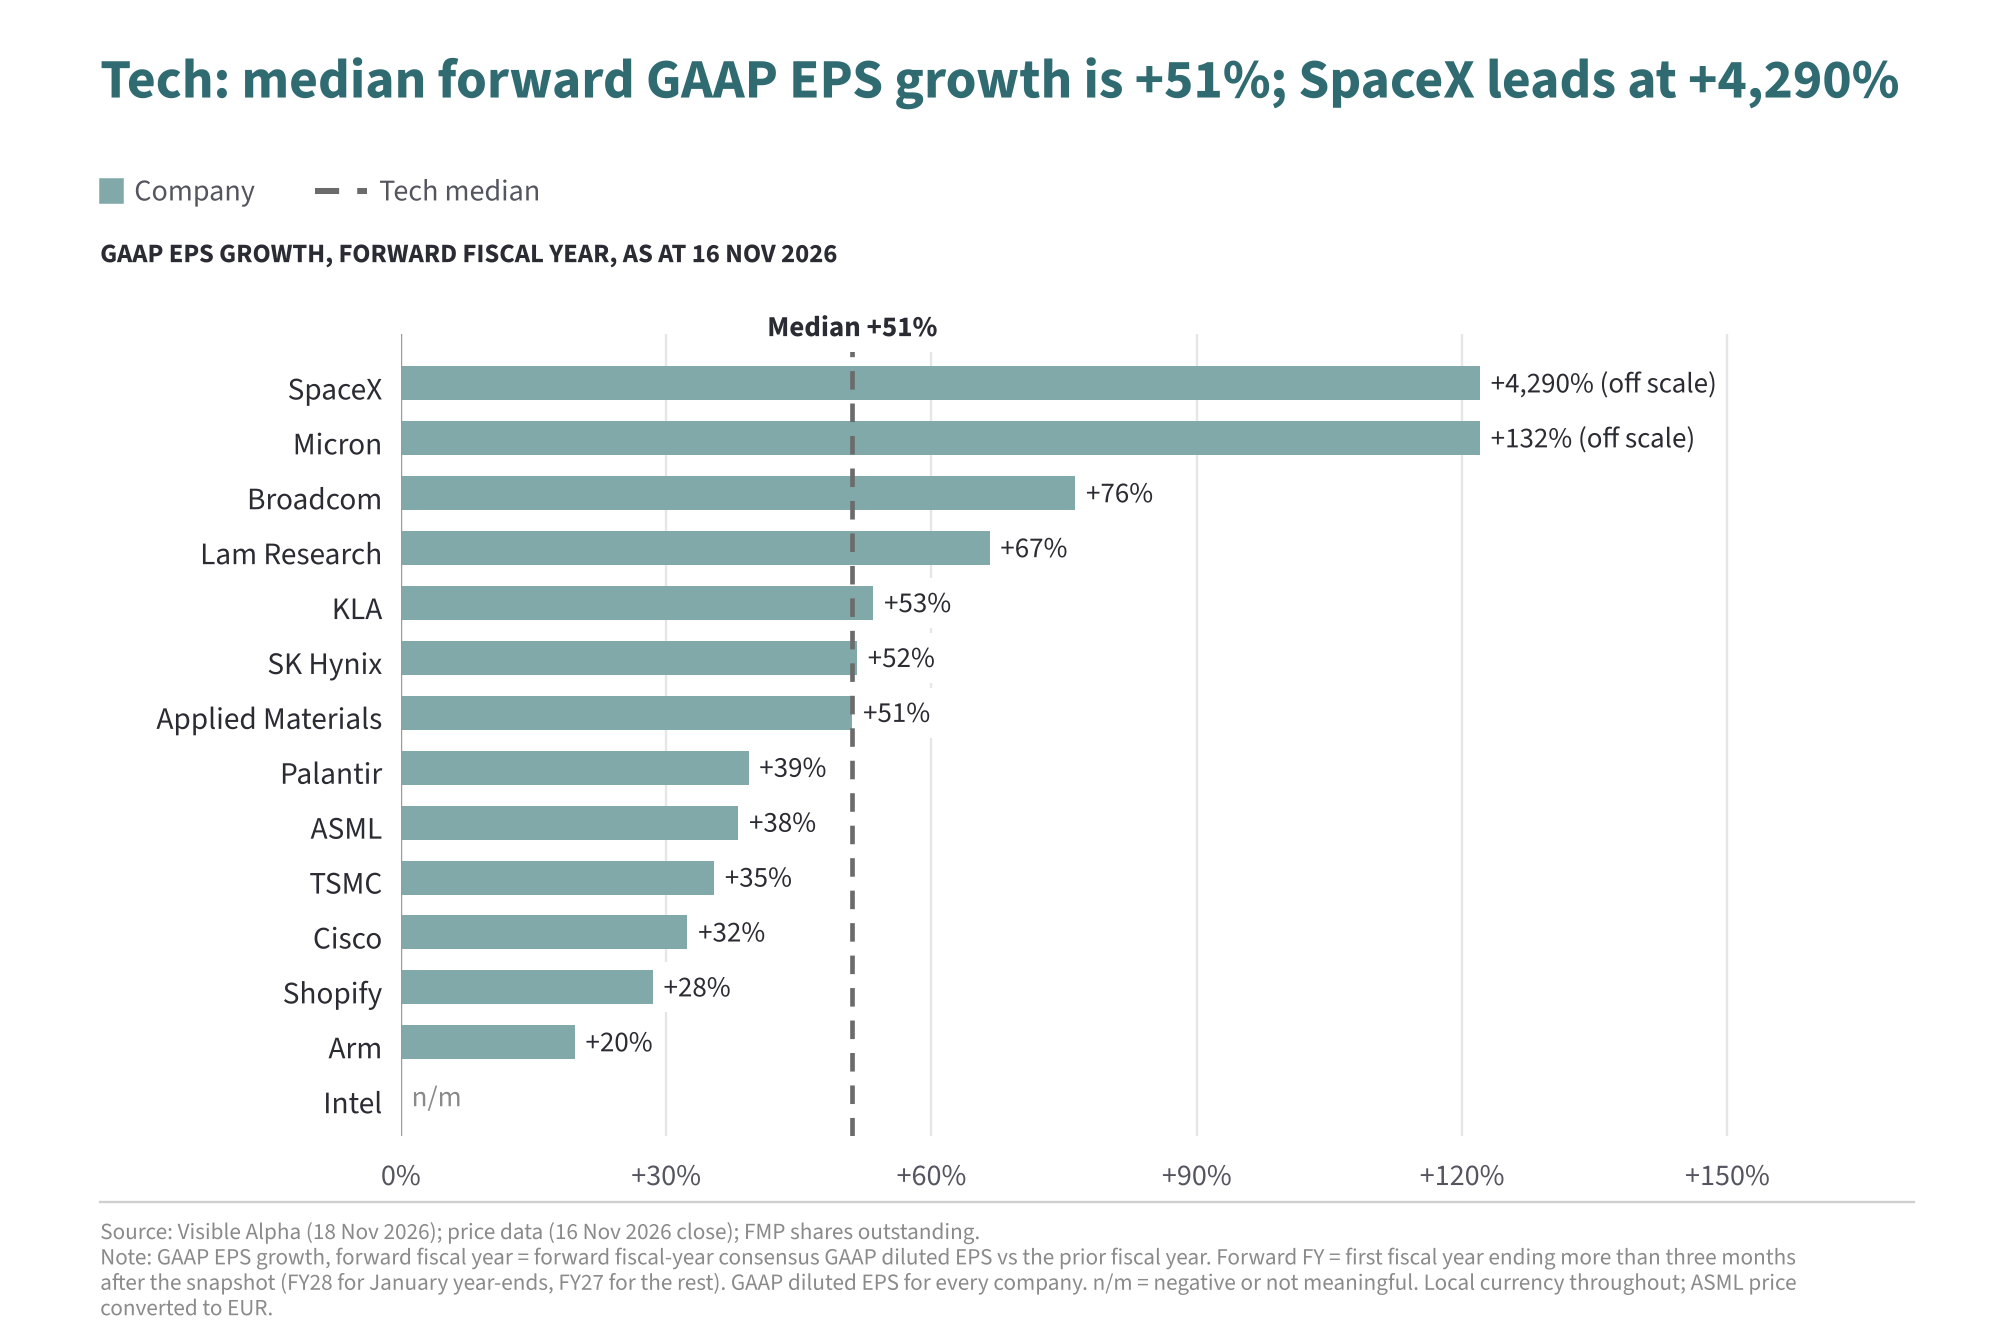 Tech: median forward GAAP EPS growth is +51%; SpaceX leads at +4,290%
Company
Tech median
GAAP EPS GROWTH, FORWARD FISCAL YEAR, AS AT 16 NOV 2026
Median +51%
SpaceX +4,290% (off scale)
Micron +132% (off scale)
Broadcom +76%
Lam Research +67%
KLA +53%
SK Hynix +52%
Applied Materials +51%
Palantir +39%
ASML +38%
TSMC +35%
Cisco +32%
Shopify +28%
Arm +20%
Intel n/m
0% +30% +60% +90% +120% +150%
Source: Visible Alpha (18 Nov 2026); price data (16 Nov 2026 close); FMP shares outstanding.
Note: GAAP EPS growth, forward fiscal year = forward fiscal-year consensus GAAP diluted EPS vs the prior fiscal year. Forward FY = first fiscal year ending more than three months
after the snapshot (FY28 for January year-ends, FY27 for the rest). GAAP diluted EPS for every company. n/m = negative or not meaningful. Local currency throughout; ASML price
converted to EUR.